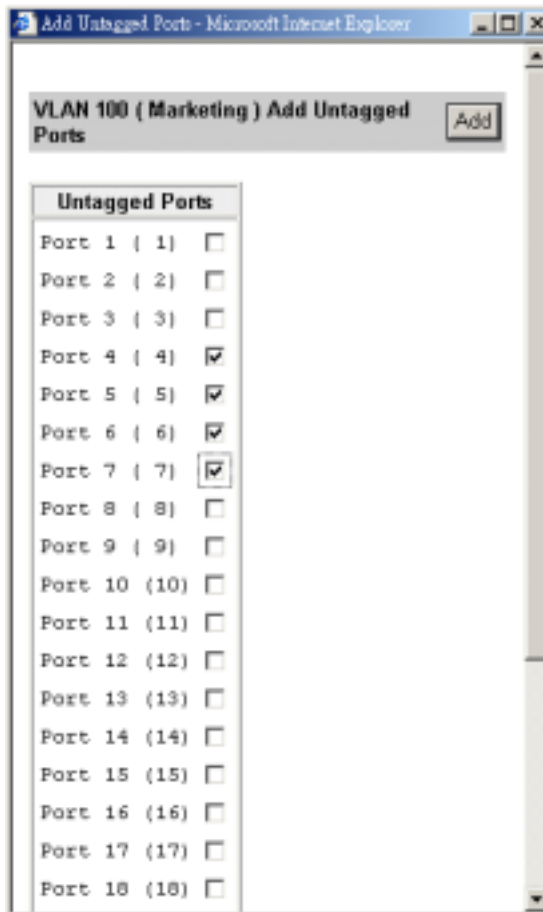 Add Untagged Ports - Microsoft Internet Explorer
VLAN 100 ( Marketing ) Add Untagged
Ports
Add
Untagged Ports
Port 1 ( 1)
Port 2 ( 2)
Port 3 ( 3)
Port 4 ( 4)
Port 5 ( 5)
Port 6 ( 6)
Port 7 ( 7)
Port 8 ( 8)
Port 9 ( 9)
Port 10 (10)
Port 11 (11)
Port 12 (12)
Port 13 (13)
Port 14 (14)
Port 15 (15)
Port 16 (16)
Port 17 (17)
Port 18 (18)